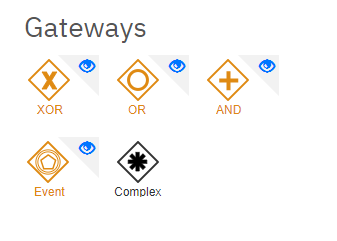 Gateways
XOR OR AND
Event Complex